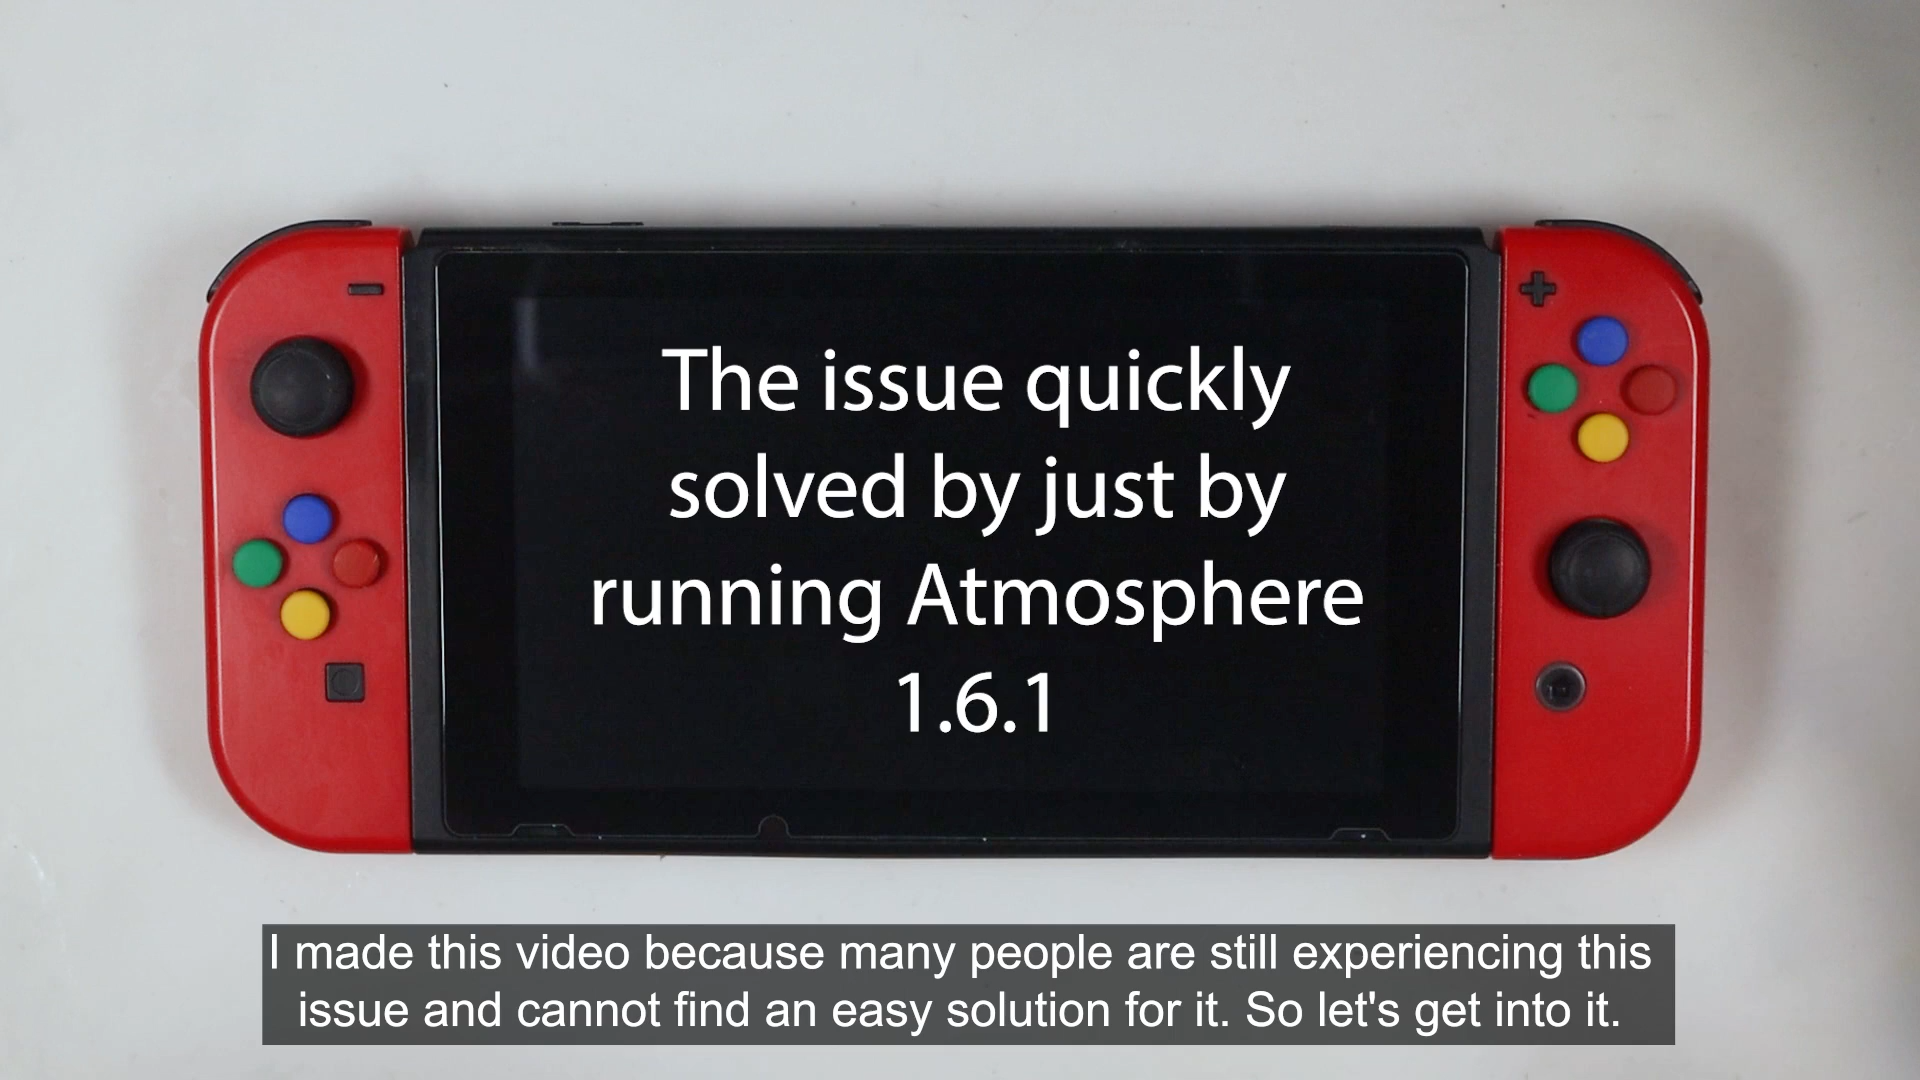 The issue quickly
solved by just by
running Atmosphere
1.6.1
I made this video because many people are still experiencing this
issue and cannot find an easy solution for it. So let's get into it.